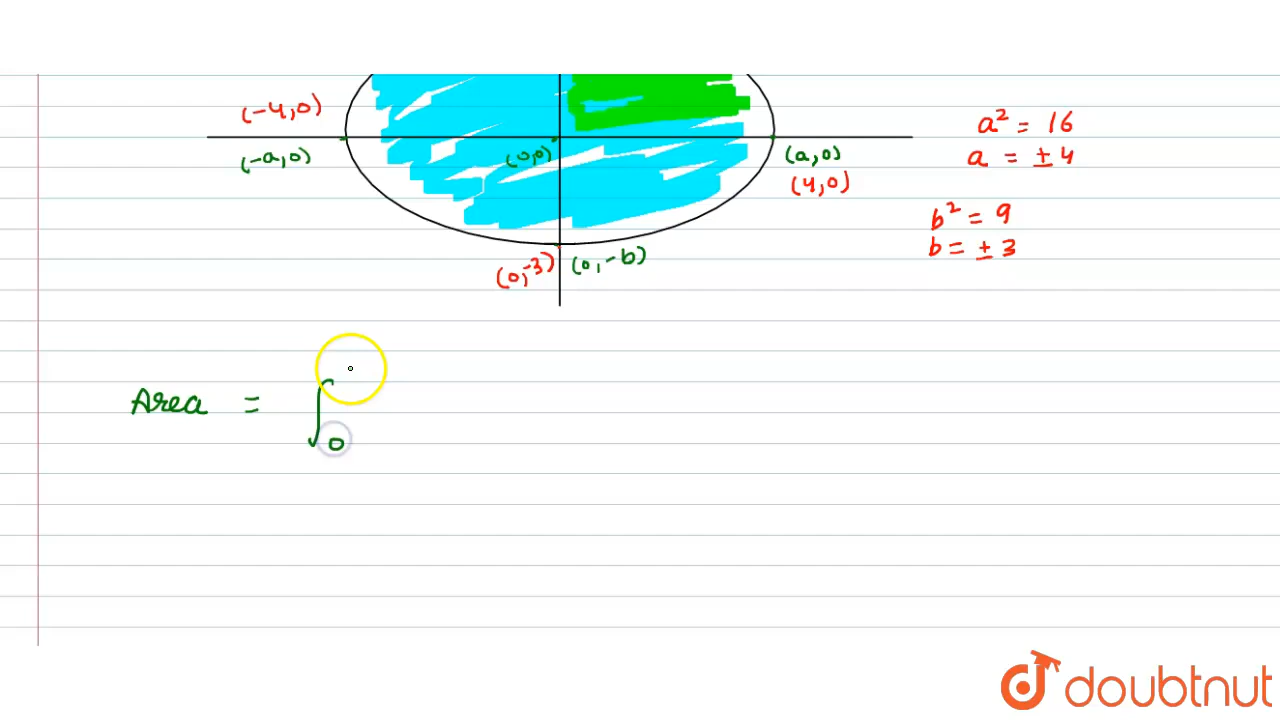 (-4,0)
(-a,0)
(0,0)
(a,0)
(4,0)
(0,-3)
(0,-b)
a² = 16
a = ± 4
b² = 9
b = ± 3
Area = ∫₀
doubtnut